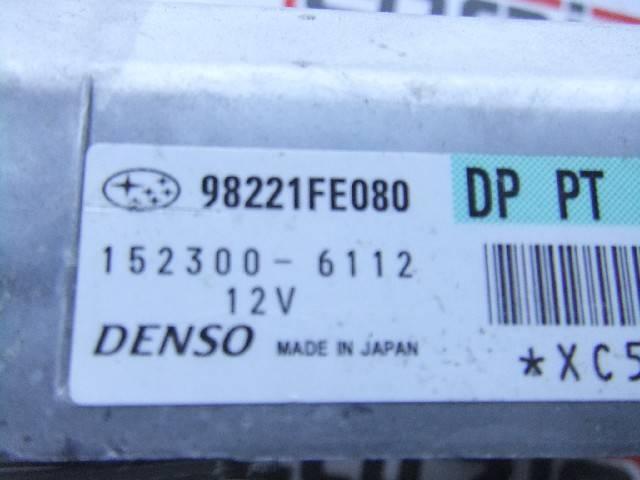 98221FE080 DP PT
152300-6112
12V
DENSO MADE IN JAPAN
*XC5